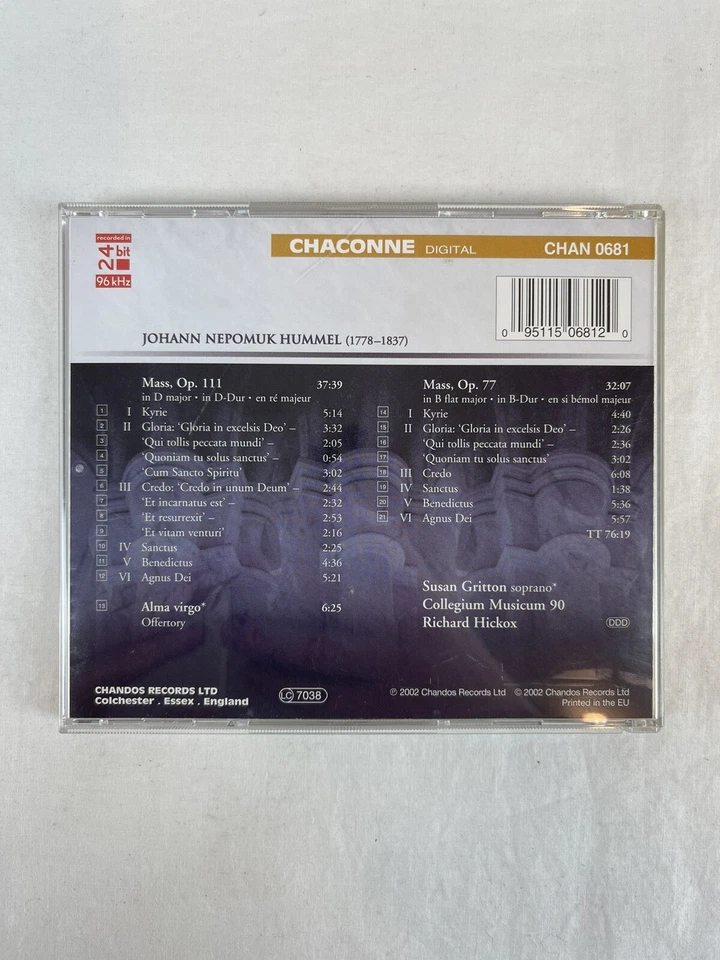 recorded in
24 bit
96 kHz
CHACONNE DIGITAL CHAN 0681
0 95115 06812 0
JOHANN NEPOMUK HUMMEL (1778–1837)
Mass, Op. 111 37:39
in D major • in D-Dur • en ré majeur
1 I Kyrie 5:14
2 II Gloria: 'Gloria in excelsis Deo' – 3:32
3 'Qui tollis peccata mundi' – 2:05
4 'Quoniam tu solus sanctus' – 0:54
5 'Cum Sancto Spiritu' 3:02
6 III Credo: 'Credo in unum Deum' – 2:44
7 'Et incarnatus est' – 2:32
8 'Et resurrexit' – 2:53
9 'Et vitam venturi' 2:16
10 IV Sanctus 2:25
11 V Benedictus 4:36
12 VI Agnus Dei 5:21
13 Alma virgo* 6:25
Offertory
Mass, Op. 77 32:07
in B flat major • in B-Dur • en si bémol majeur
14 I Kyrie 4:40
15 II Gloria: 'Gloria in excelsis Deo' – 2:26
16 'Qui tollis peccata mundi' – 2:36
17 'Quoniam tu solus sanctus' 3:02
18 III Credo 6:08
19 IV Sanctus 1:38
20 V Benedictus 5:36
21 VI Agnus Dei 5:57
TT 76:19
Susan Gritton soprano*
Collegium Musicum 90
Richard Hickox DDD
CHANDOS RECORDS LTD
Colchester . Essex . England
LC 7038
℗ 2002 Chandos Records Ltd © 2002 Chandos Records Ltd
Printed in the EU